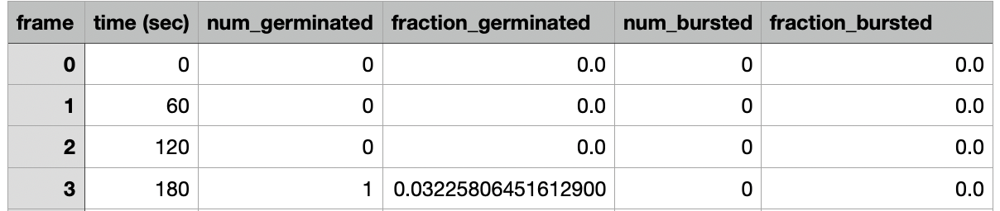 frame time (sec) num_germinated fraction_germinated num_bursted fraction_bursted
0 0 0 0.0 0 0.0
1 60 0 0.0 0 0.0
2 120 0 0.0 0 0.0
3 180 1 0.03225806451612900 0 0.0